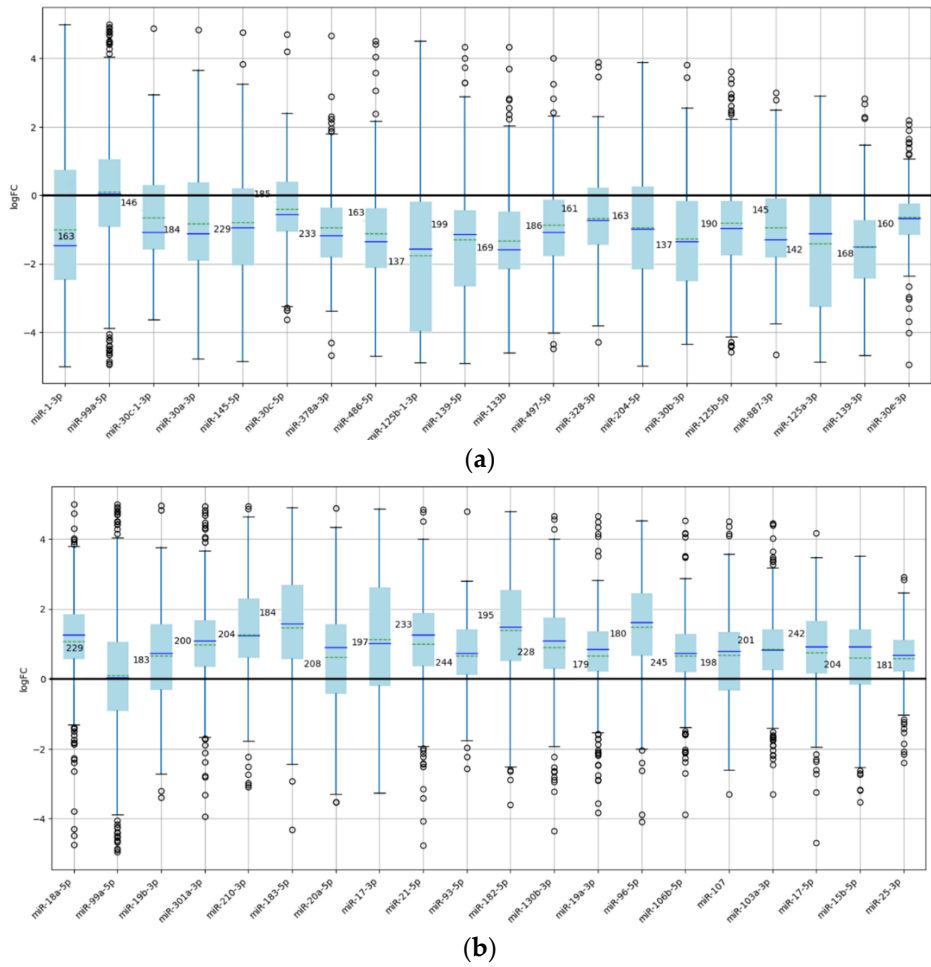 4
2
0
−2
−4
logFC
163
146
184
229
185
233
163
137
199
169
186
161
163
137
190
145
142
168
160
miR-1-3p
miR-99a-5p
miR-30c-1-3p
miR-30a-3p
miR-145-5p
miR-30c-5p
miR-378a-3p
miR-486-5p
miR-125b-1-3p
miR-139-5p
miR-133b
miR-497-5p
miR-328-3p
miR-204-5p
miR-30b-3p
miR-125b-5p
miR-887-3p
miR-125a-3p
miR-139-3p
miR-30e-3p
(a)
4
2
0
−2
−4
logFC
229
183
200
204
184
208
197
233
244
195
228
179
180
245
198
201
242
204
181
miR-18a-5p
miR-99a-5p
miR-19b-3p
miR-301a-3p
miR-210-3p
miR-183-5p
miR-20a-5p
miR-17-3p
miR-21-5p
miR-93-5p
miR-182-5p
miR-130b-3p
miR-19a-3p
miR-96-5p
miR-106b-5p
miR-107
miR-103a-3p
miR-17-5p
miR-15b-5p
miR-25-3p
(b)